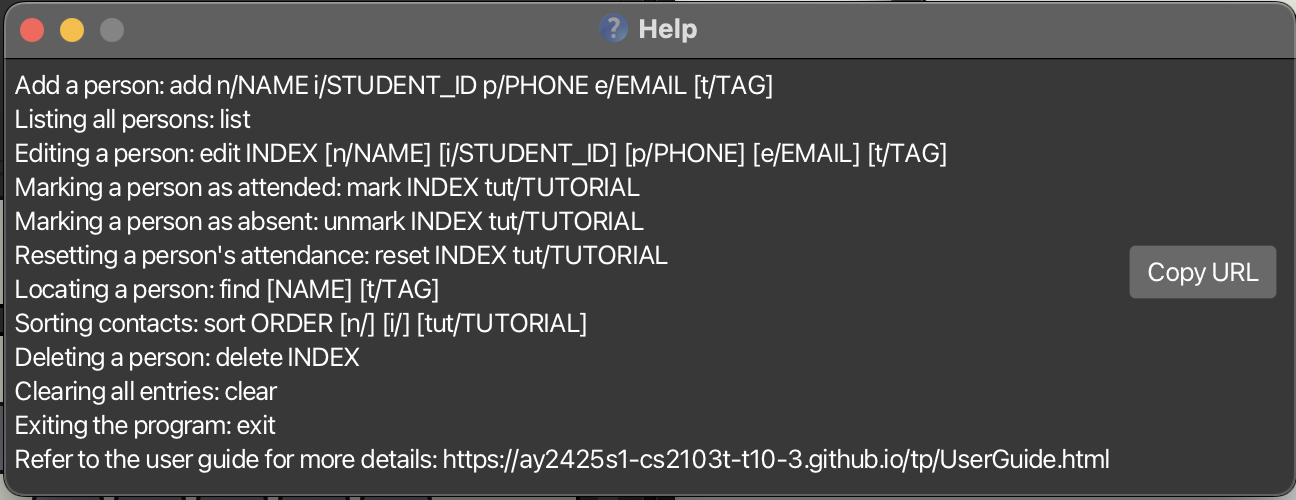 Help
Add a person: add n/NAME i/STUDENT_ID p/PHONE e/EMAIL [t/TAG]
Listing all persons: list
Editing a person: edit INDEX [n/NAME] [i/STUDENT_ID] [p/PHONE] [e/EMAIL] [t/TAG]
Marking a person as attended: mark INDEX tut/TUTORIAL
Marking a person as absent: unmark INDEX tut/TUTORIAL
Resetting a person's attendance: reset INDEX tut/TUTORIAL
Copy URL
Locating a person: find [NAME] [t/TAG]
Sorting contacts: sort ORDER [n/] [i/] [tut/TUTORIAL]
Deleting a person: delete INDEX
Clearing all entries: clear
Exiting the program: exit
Refer to the user guide for more details: https://ay2425s1-cs2103t-t10-3.github.io/tp/UserGuide.html